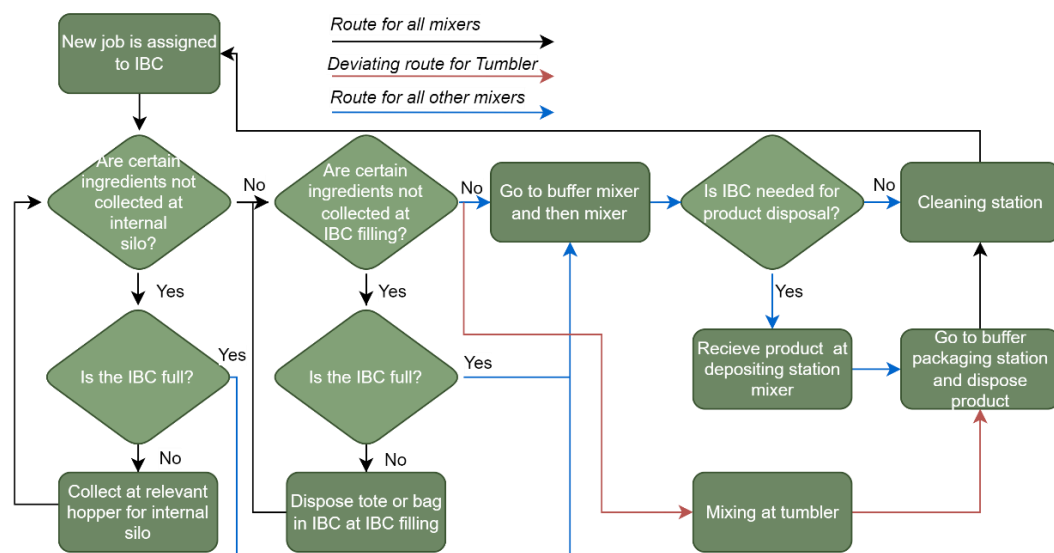 New job is assigned
to IBC
Route for all mixers
Deviating route for Tumbler
Route for all other mixers
Are certain
ingredients not
collected at
internal
silo?
No
Are certain
ingredients not
collected at
IBC filling?
No
Go to buffer mixer
and then mixer
Is IBC needed for
product disposal?
No
Cleaning station
Yes
Yes
Yes
Is the IBC full?
Yes
Is the IBC full?
Yes
Recieve product at
depositing station
mixer
Go to buffer
packaging station
and dispose
product
No
No
Collect at relevant
hopper for internal
silo
Dispose tote or bag
in IBC at IBC filling
Mixing at tumbler